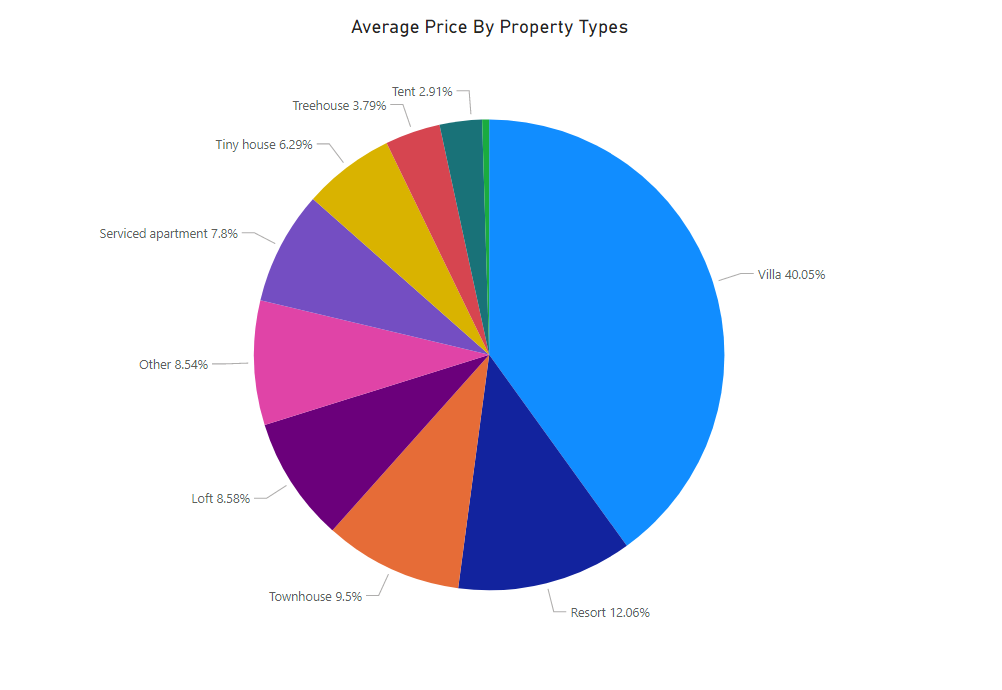 Average Price By Property Types
Tent 2.91%
Treehouse 3.79%
Tiny house 6.29%
Serviced apartment 7.8%
Villa 40.05%
Other 8.54%
Loft 8.58%
Townhouse 9.5%
Resort 12.06%